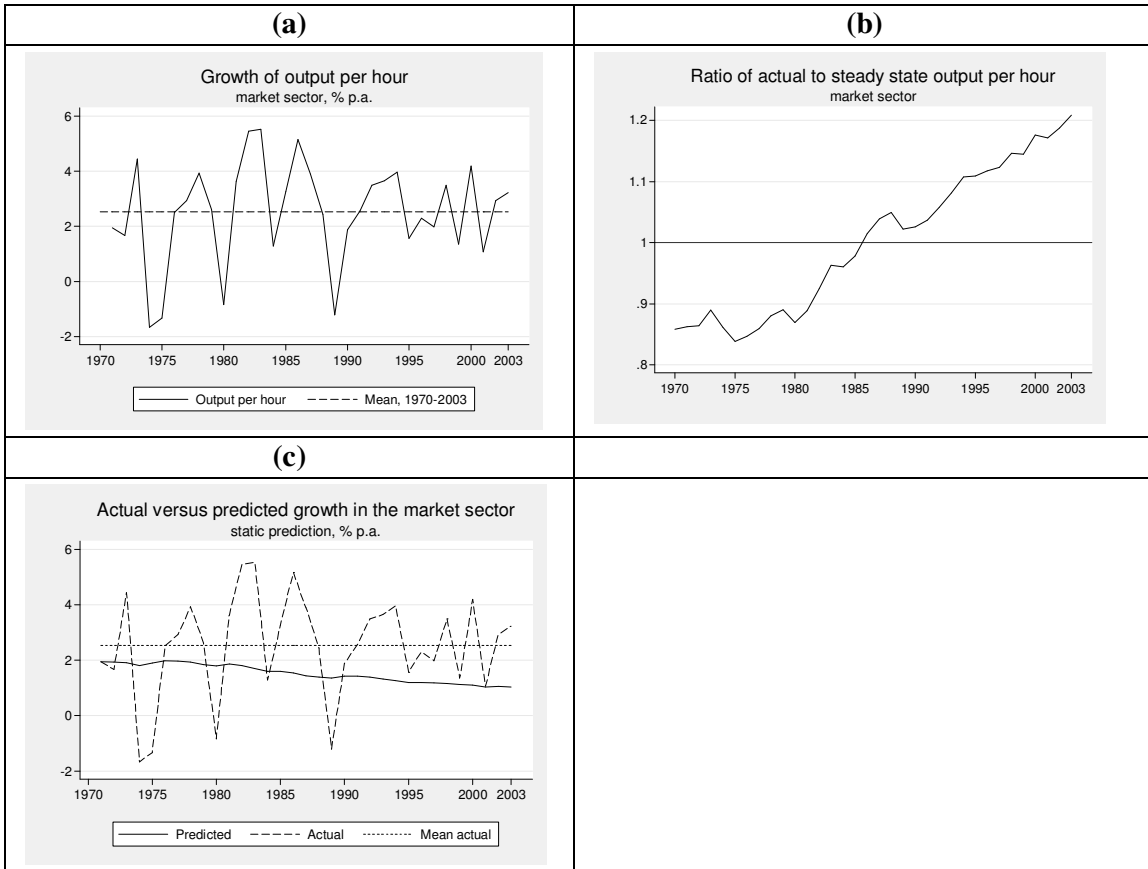 (a)
(b)
Growth of output per hour
market sector, % p.a.
6
4
2
0
-2
1970 1975 1980 1985 1990 1995 2000 2003
Output per hour Mean, 1970-2003
Ratio of actual to steady state output per hour
market sector
1.2
1.1
1
.9
.8
1970 1975 1980 1985 1990 1995 2000 2003
(c)
Actual versus predicted growth in the market sector
static prediction, % p.a.
6
4
2
0
-2
1970 1975 1980 1985 1990 1995 2000 2003
Predicted Actual Mean actual